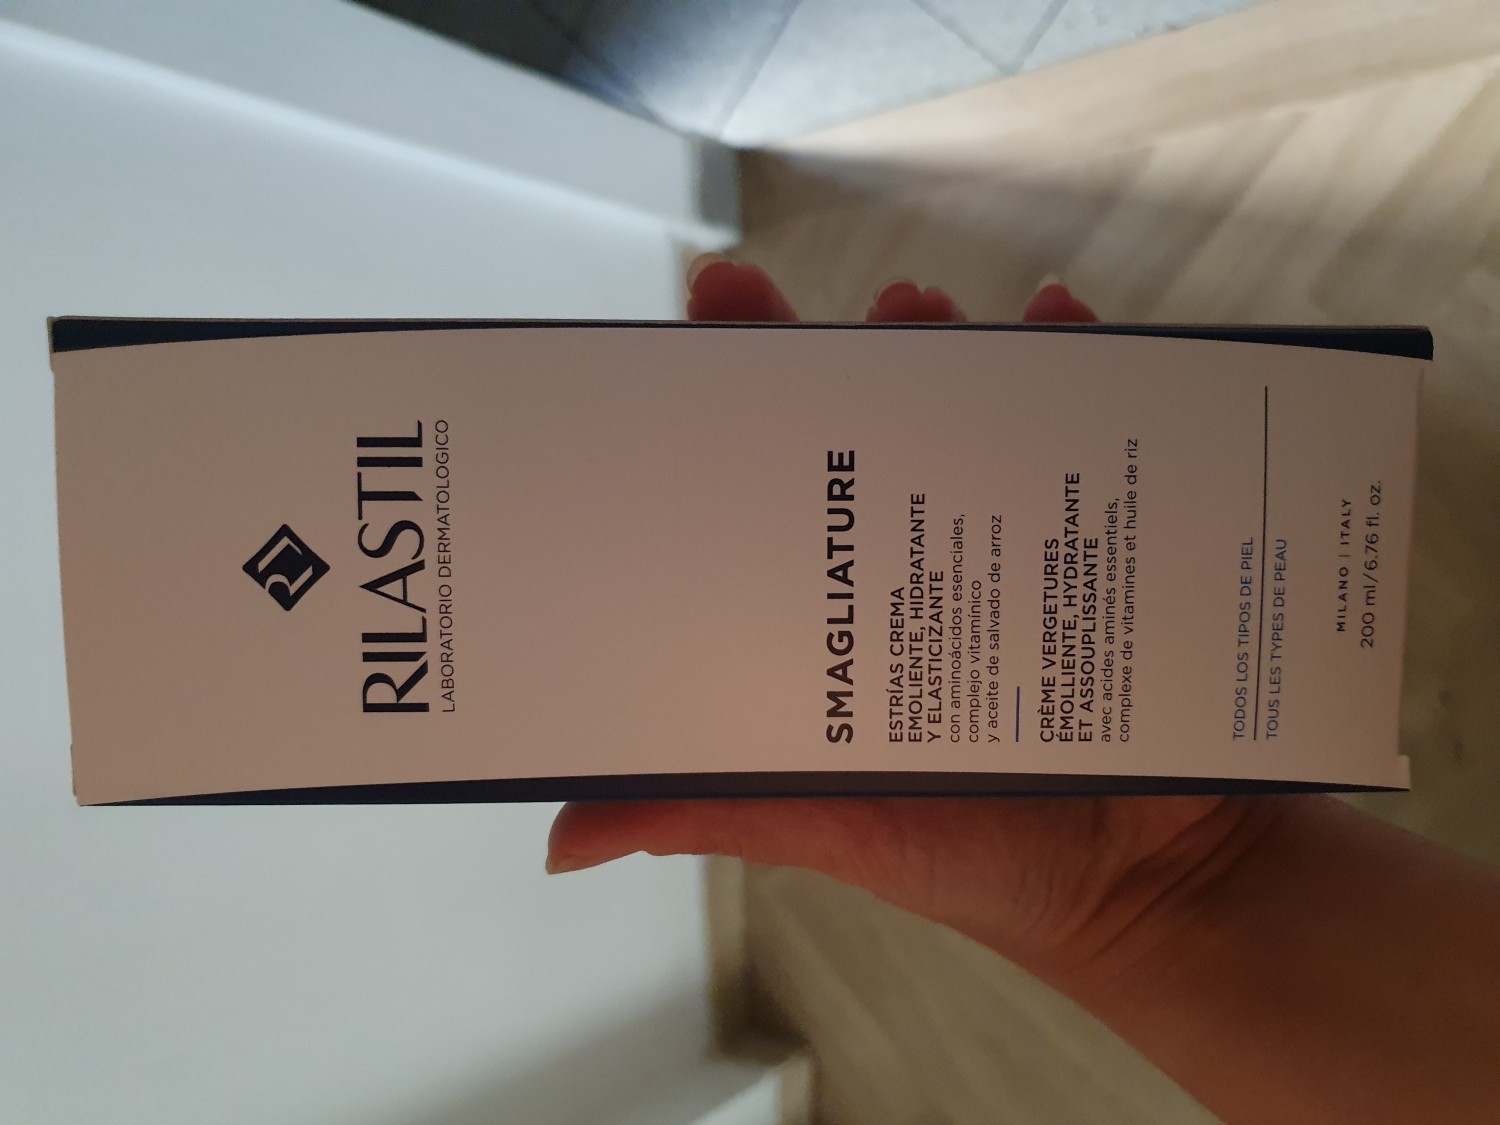 RILASTIL
LABORATORIO DERMATOLOGICO
SMAGLIATURE
ESTRÍAS CREMA
EMOLIENTE, HIDRATANTE
Y ELASTICIZANTE
con aminoácidos esenciales,
complejo vitamínico
y aceite de salvado de arroz
CRÈME VERGETURES
ÉMOLLIENTE, HYDRATANTE
ET ASSOUPLISSANTE
avec acides aminés essentiels,
complexe de vitamines et huile de riz
TODOS LOS TIPOS DE PIEL
TOUS LES TYPES DE PEAU
MILANO | ITALY
200 ml/6.76 fl. oz.